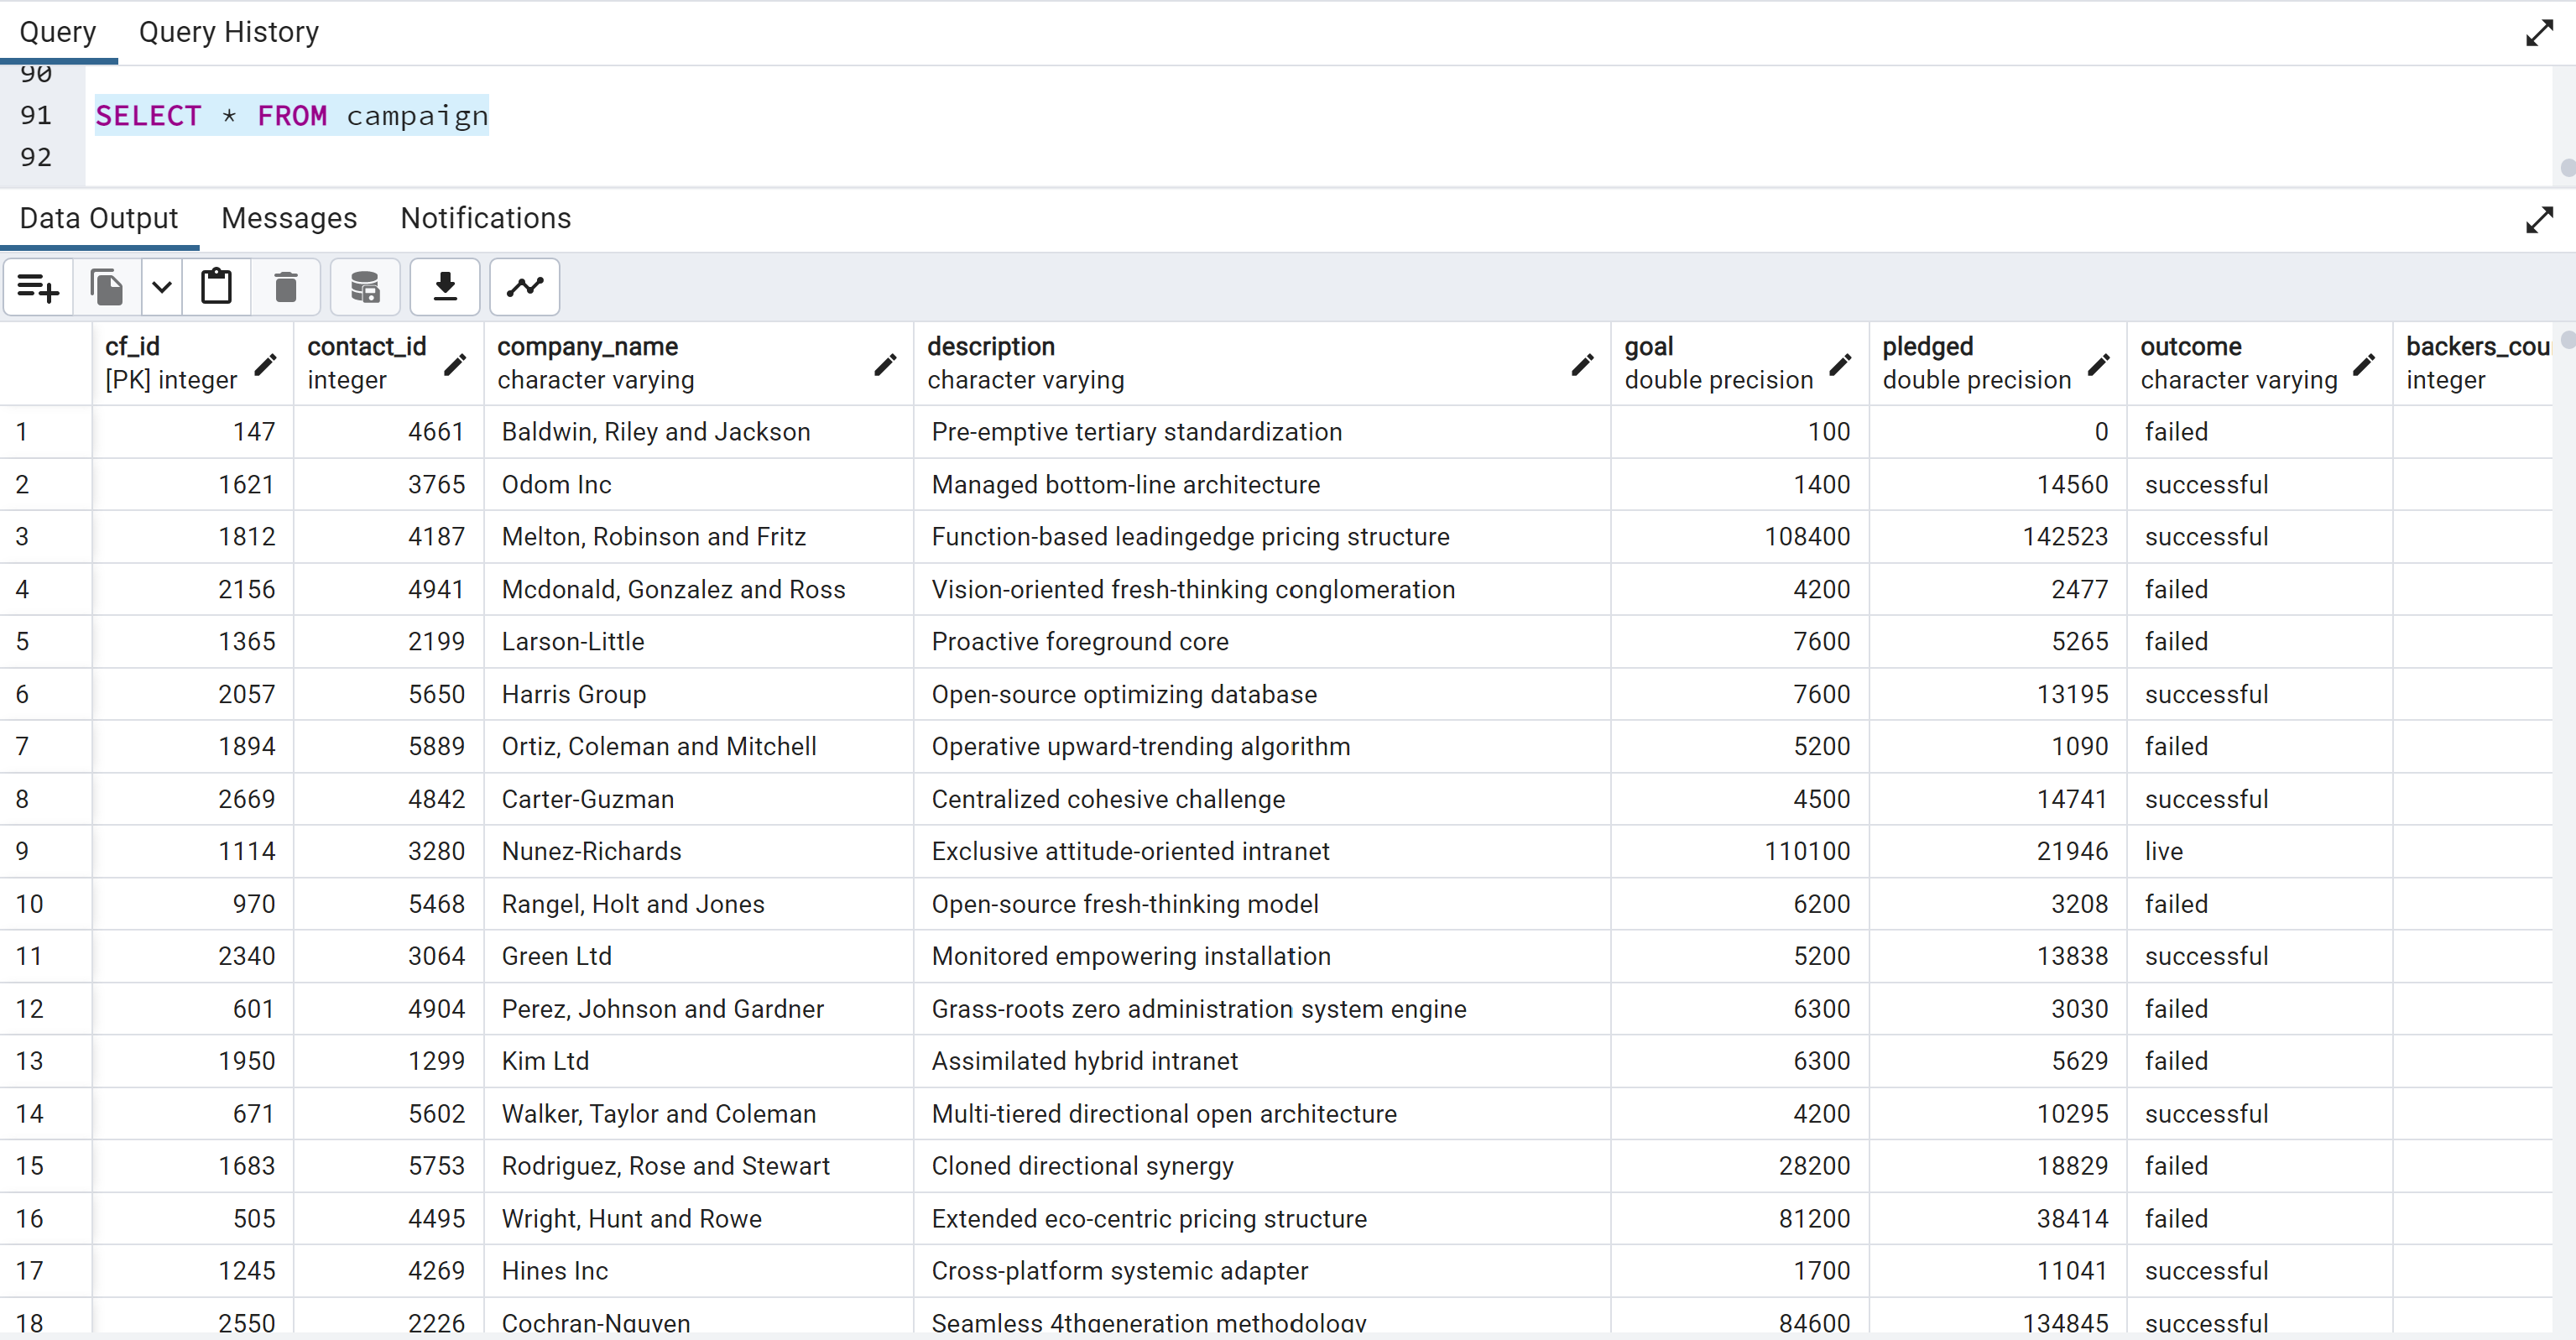 Query Query History
90
91 SELECT * FROM campaign
92
Data Output Messages Notifications
cf_id contact_id company_name description goal pledged outcome backers_cou
[PK] integer integer character varying character varying double precision double precision character varying integer
1 147 4661 Baldwin, Riley and Jackson Pre-emptive tertiary standardization 100 0 failed
2 1621 3765 Odom Inc Managed bottom-line architecture 1400 14560 successful
3 1812 4187 Melton, Robinson and Fritz Function-based leadingedge pricing structure 108400 142523 successful
4 2156 4941 Mcdonald, Gonzalez and Ross Vision-oriented fresh-thinking conglomeration 4200 2477 failed
5 1365 2199 Larson-Little Proactive foreground core 7600 5265 failed
6 2057 5650 Harris Group Open-source optimizing database 7600 13195 successful
7 1894 5889 Ortiz, Coleman and Mitchell Operative upward-trending algorithm 5200 1090 failed
8 2669 4842 Carter-Guzman Centralized cohesive challenge 4500 14741 successful
9 1114 3280 Nunez-Richards Exclusive attitude-oriented intranet 110100 21946 live
10 970 5468 Rangel, Holt and Jones Open-source fresh-thinking model 6200 3208 failed
11 2340 3064 Green Ltd Monitored empowering installation 5200 13838 successful
12 601 4904 Perez, Johnson and Gardner Grass-roots zero administration system engine 6300 3030 failed
13 1950 1299 Kim Ltd Assimilated hybrid intranet 6300 5629 failed
14 671 5602 Walker, Taylor and Coleman Multi-tiered directional open architecture 4200 10295 successful
15 1683 5753 Rodriguez, Rose and Stewart Cloned directional synergy 28200 18829 failed
16 505 4495 Wright, Hunt and Rowe Extended eco-centric pricing structure 81200 38414 failed
17 1245 4269 Hines Inc Cross-platform systemic adapter 1700 11041 successful
18 2550 2226 Cochran-Nguyen Seamless 4thgeneration methodology 84600 134845 successful